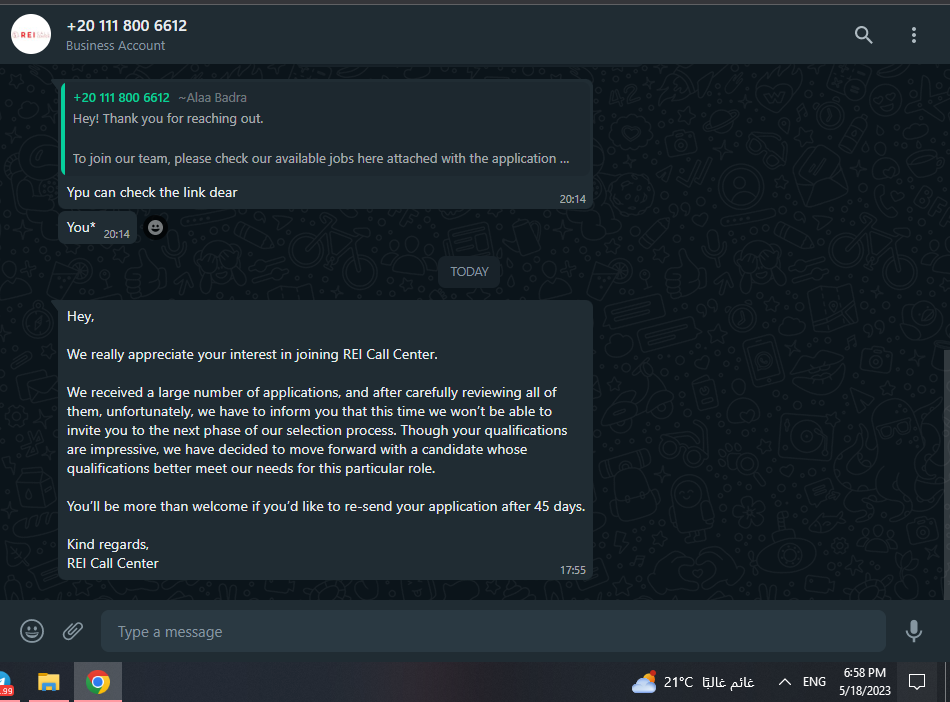 REI
+20 111 800 6612
Business Account
+20 111 800 6612 ~Alaa Badra
Hey! Thank you for reaching out.
To join our team, please check our available jobs here attached with the application ...
Ypu can check the link dear
20:14
You*
20:14
TODAY
Hey,
We really appreciate your interest in joining REI Call Center.
We received a large number of applications, and after carefully reviewing all of
them, unfortunately, we have to inform you that this time we won't be able to
invite you to the next phase of our selection process. Though your qualifications
are impressive, we have decided to move forward with a candidate whose
qualifications better meet our needs for this particular role.
You'll be more than welcome if you'd like to re-send your application after 45 days.
Kind regards,
REI Call Center
17:55
Type a message
.99
21°C غائم غالبًا
ENG
6:58 PM
5/18/2023